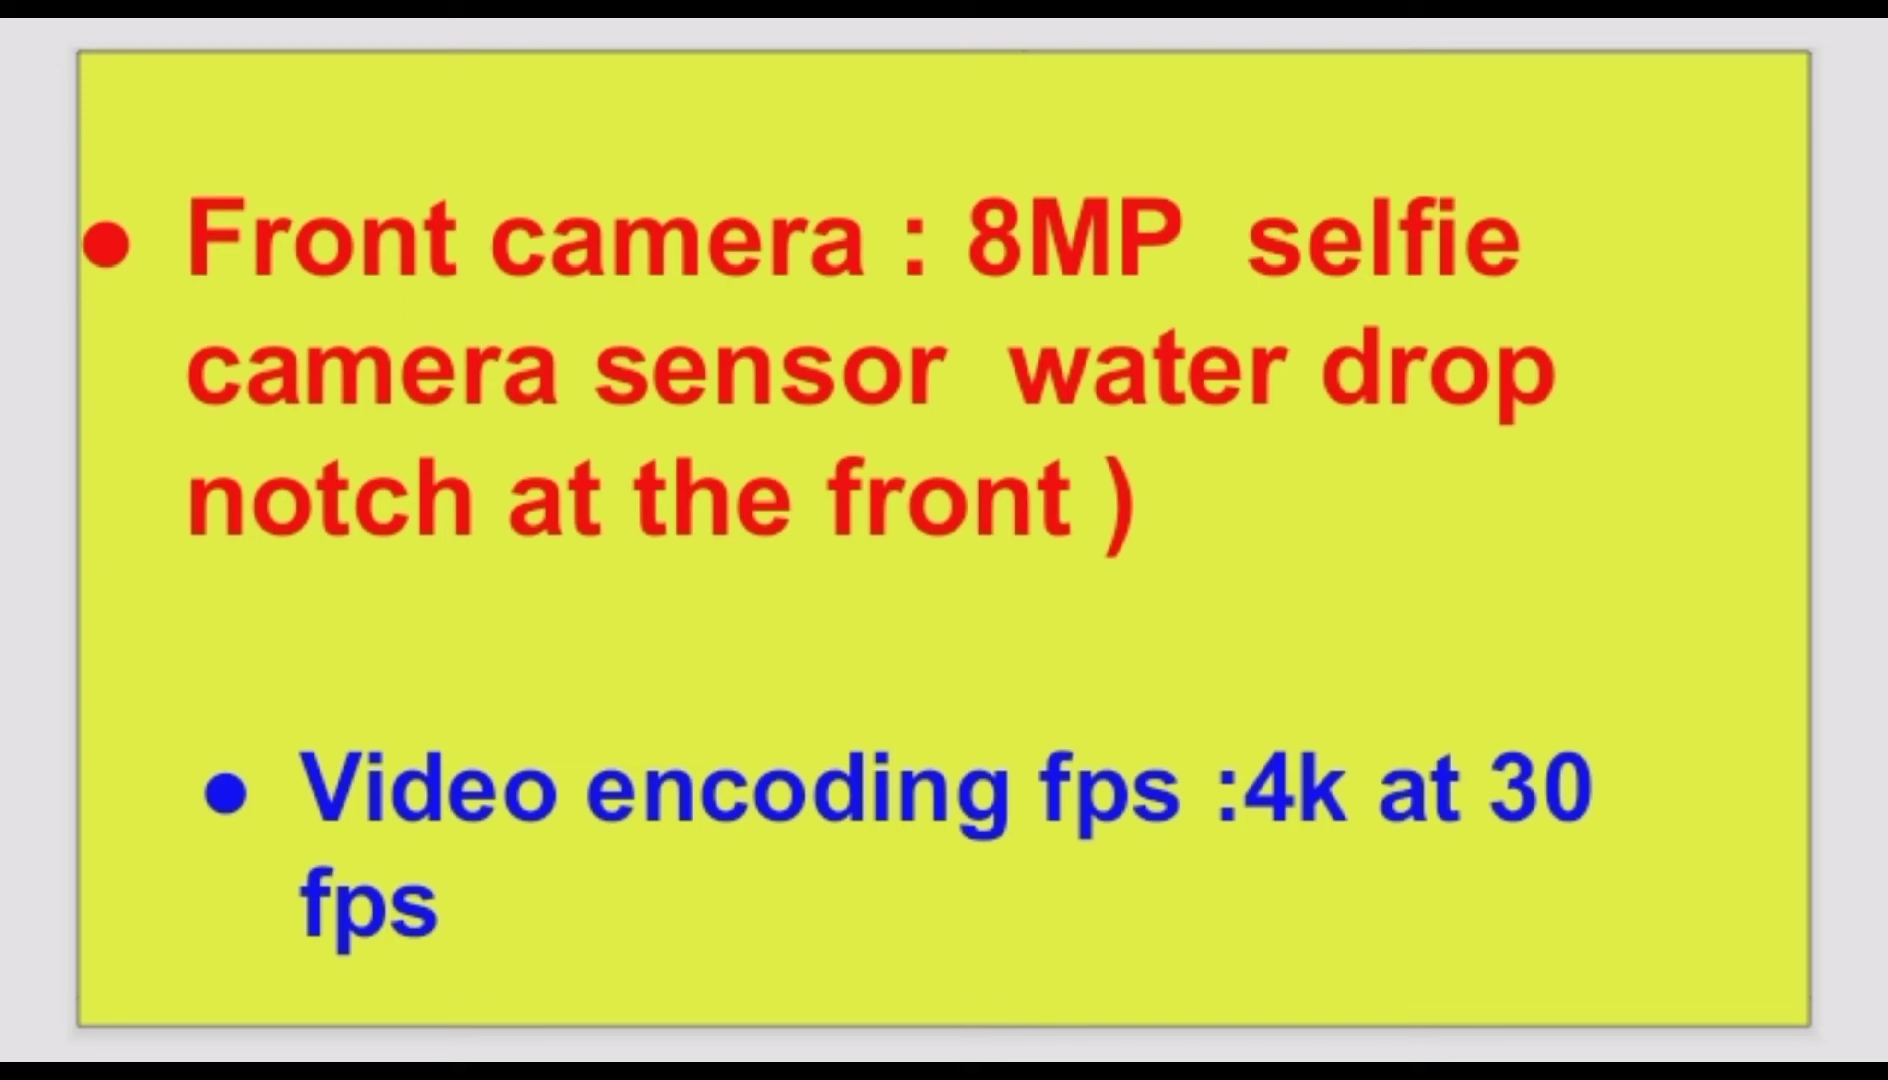 • Front camera : 8MP  selfie
camera sensor  water drop
notch at the front )
• Video encoding fps :4k at 30
fps